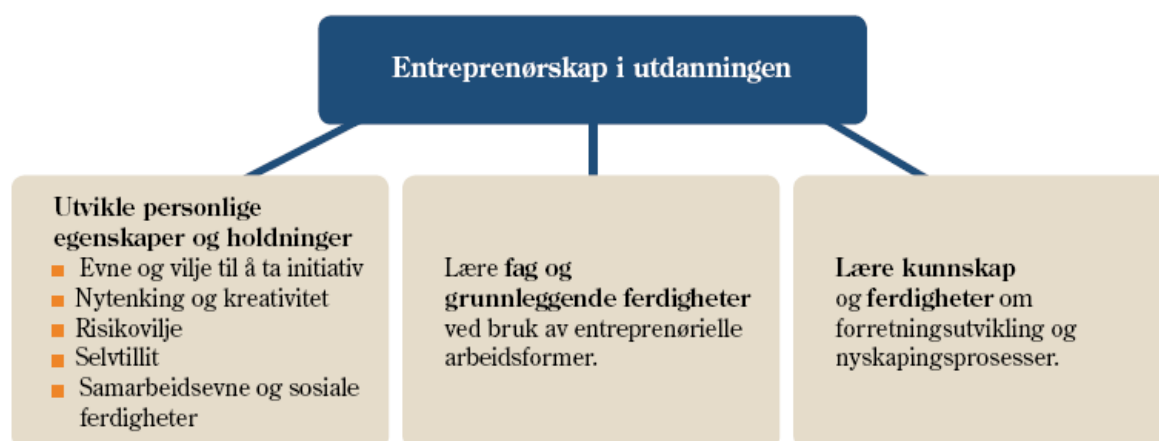 Entreprenørskap i utdanningen
Utvikle personlige
egenskaper og holdninger
Evne og vilje til å ta initiativ
Nytenking og kreativitet
Risikovilje
Selvtillit
Samarbeidsevne og sosiale
ferdigheter
Lære fag og
grunnleggende ferdigheter
ved bruk av entreprenørielle
arbeidsformer.
Lære kunnskap
og ferdigheter om
forretningsutvikling og
nyskapingsprosesser.